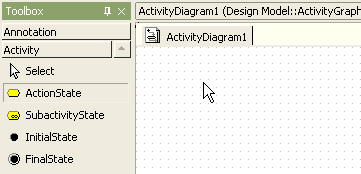 Toolbox
Annotation
Activity
Select
ActionState
SubactivityState
InitialState
FinalState
ActivityDiagram1 (Design Model::ActivityGraph
ActivityDiagram1